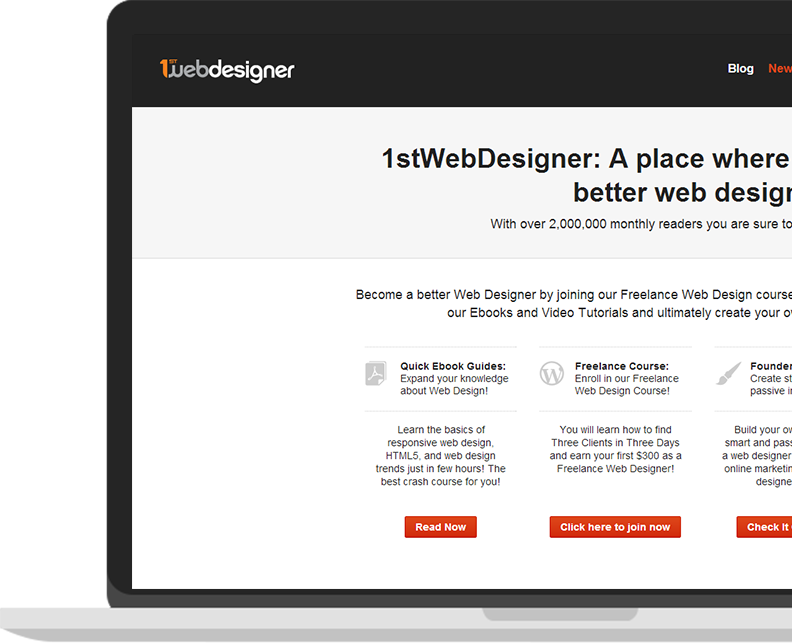 1ST webdesigner
Blog New
1stWebDesigner: A place where
better web design
With over 2,000,000 monthly readers you are sure to
Become a better Web Designer by joining our Freelance Web Design course
our Ebooks and Video Tutorials and ultimately create your
Quick Ebook Guides:
Expand your knowledge
about Web Design!
Learn the basics of
responsive web design,
HTML5, and web design
trends just in few hours! The
best crash course for you!
Read Now
Freelance Course:
Enroll in our Freelance
Web Design Course!
You will learn how to find
Three Clients in Three Days
and earn your first $300 as a
Freelance Web Designer!
Click here to join now
Founder
Create
passive
Build your
smart and
a web designer
online
designe
Check It